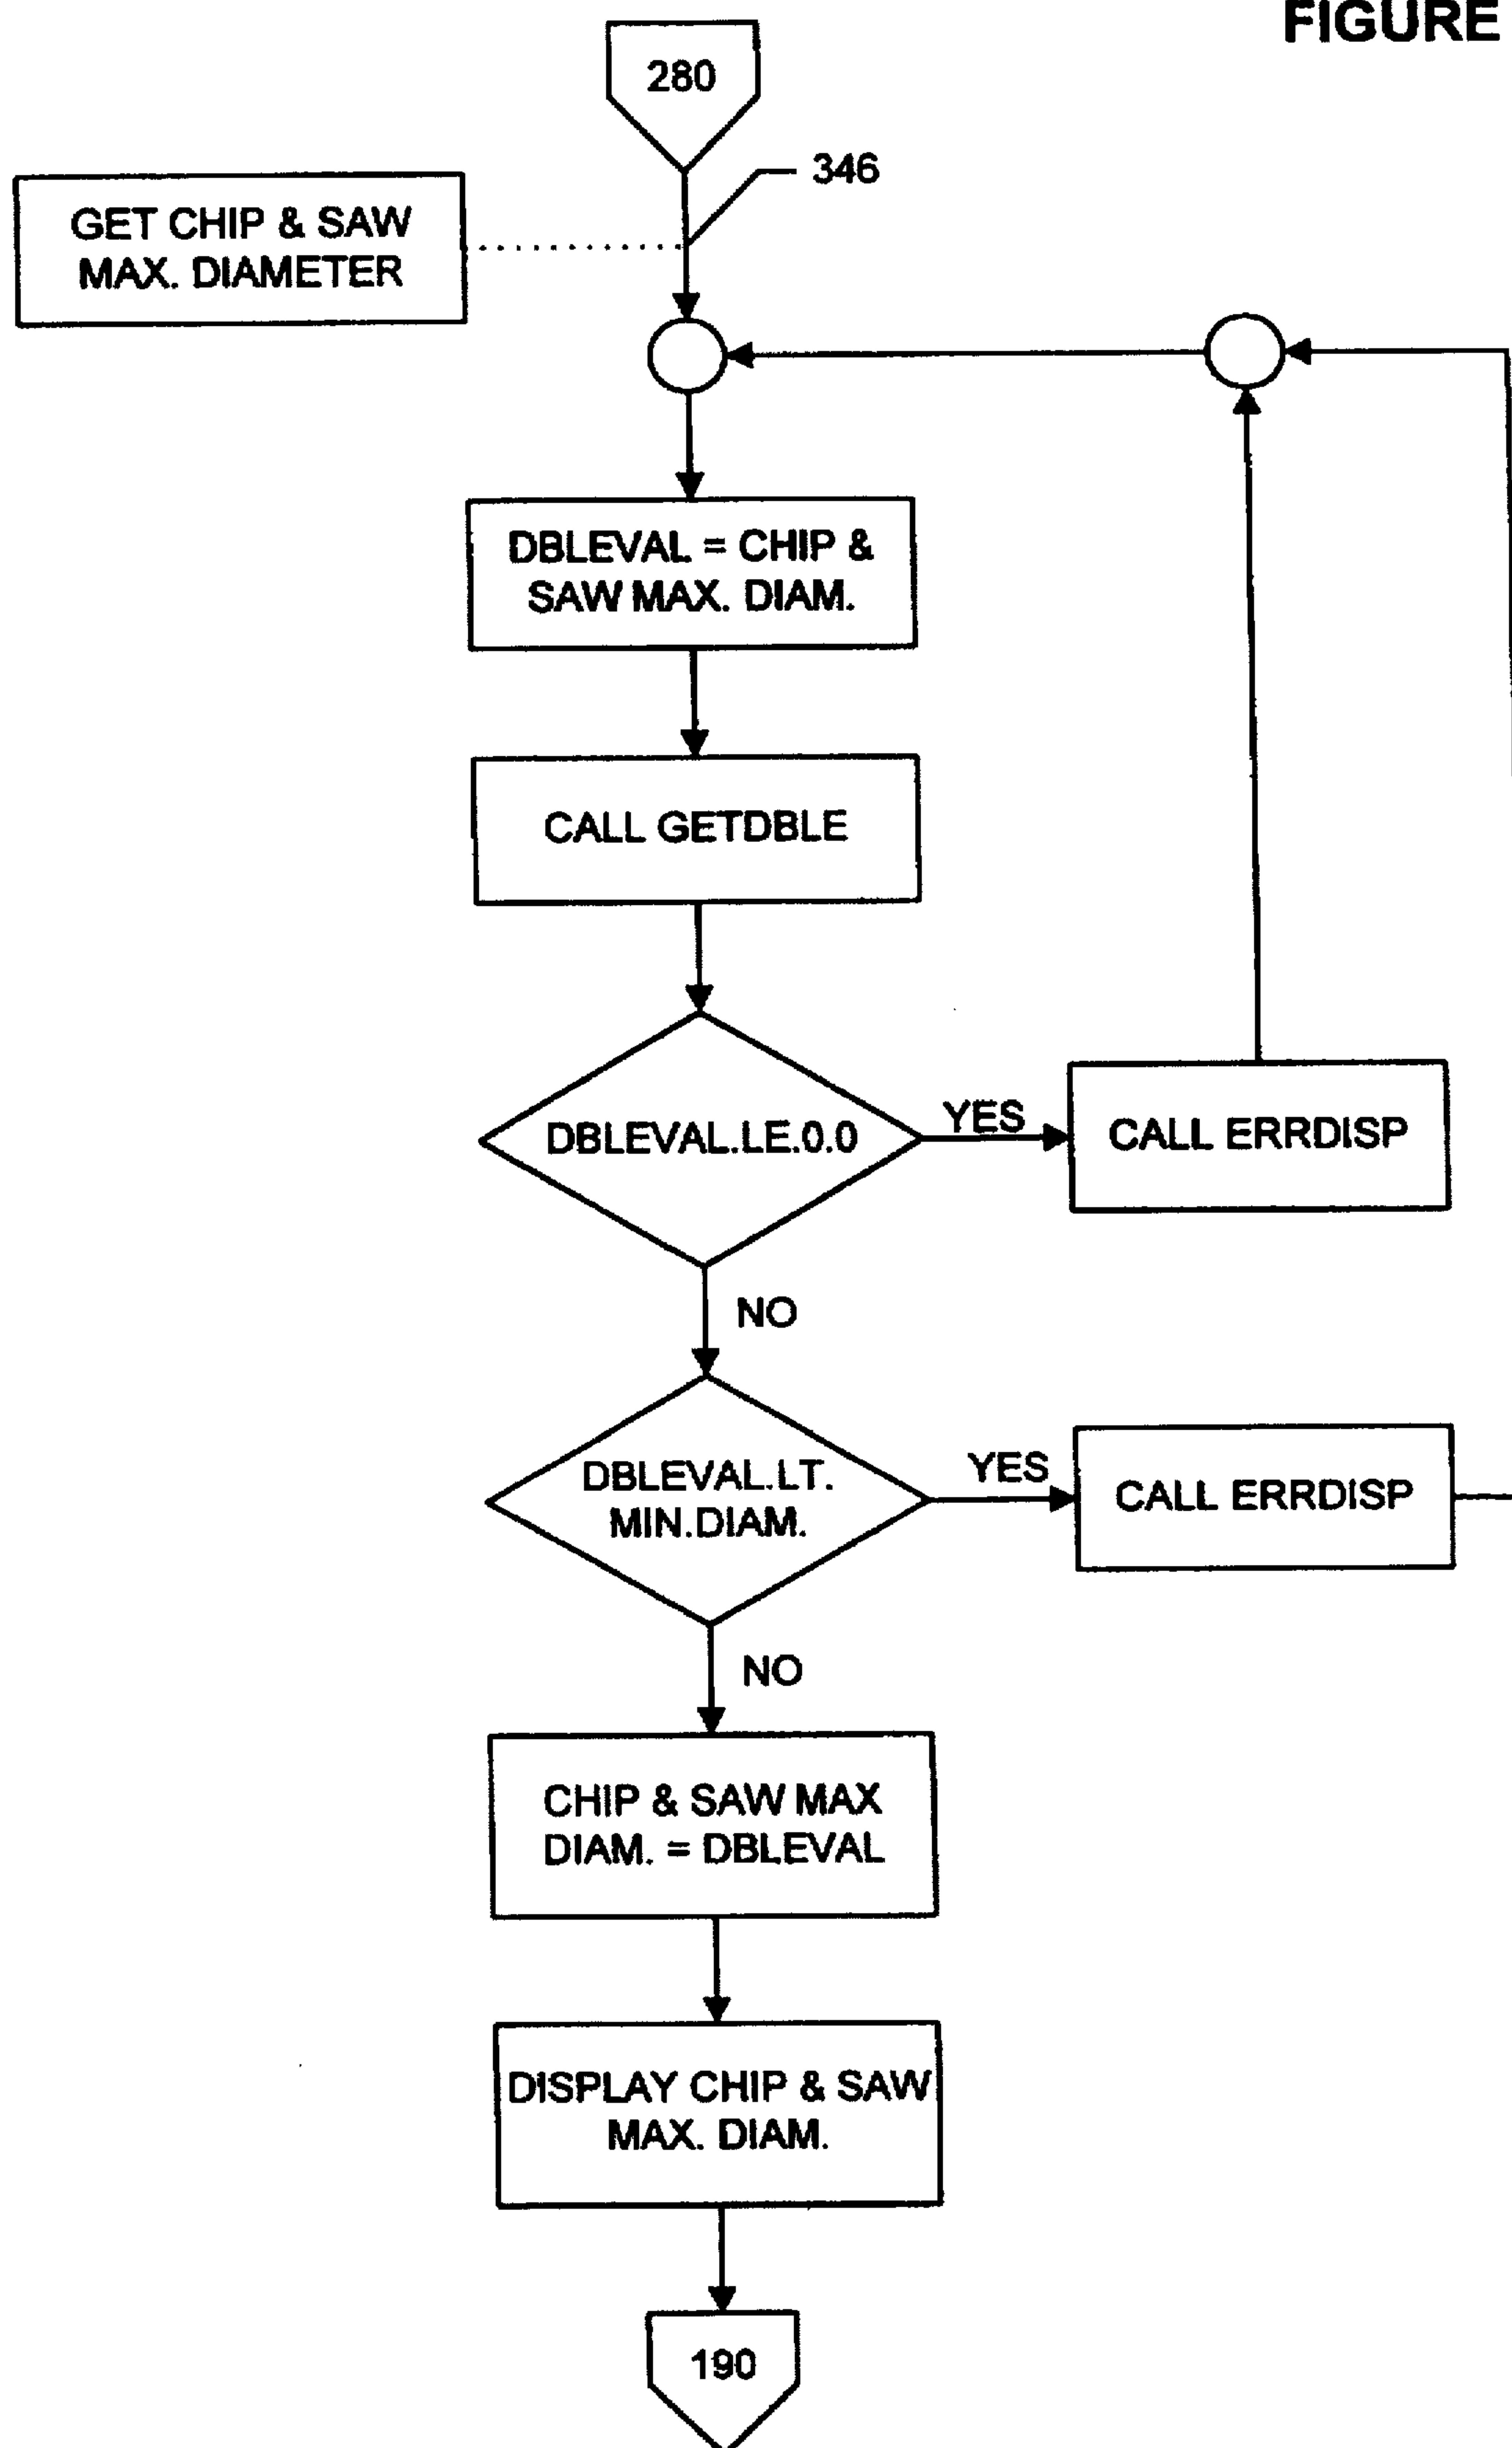 FIGURE
280
346
GET CHIP & SAW
MAX. DIAMETER
DBLEVAL = CHIP &
SAW MAX. DIAM.
CALL GETDBLE
DBLEVAL.LE.0.0
YES
CALL ERRDISP
NO
DBLEVAL.LT.
MIN.DIAM.
YES
CALL ERRDISP
NO
CHIP & SAW MAX
DIAM. = DBLEVAL
DISPLAY CHIP & SAW
MAX. DIAM.
190